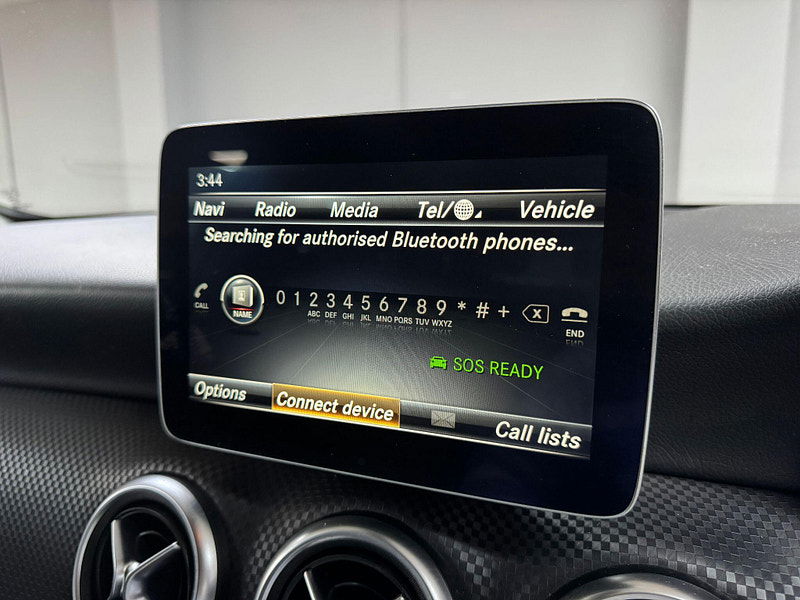 3:44
Navi Radio Media Tel/ Vehicle
Searching for authorised Bluetooth phones...
CALL NAME 0 1 2 3 4 5 6 7 8 9 * # + X END
ABC DEF GHI JKL MNO PQRS TUV WXYZ
SOS READY
Options Connect device Call lists